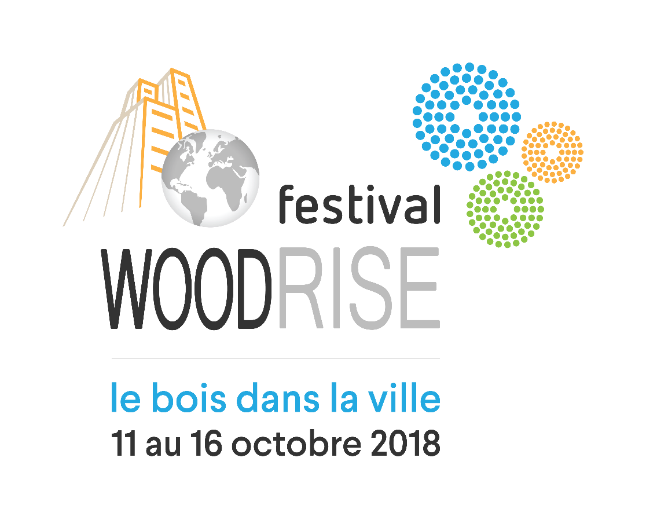 festival
WOODRISE
le bois dans la ville
11 au 16 octobre 2018